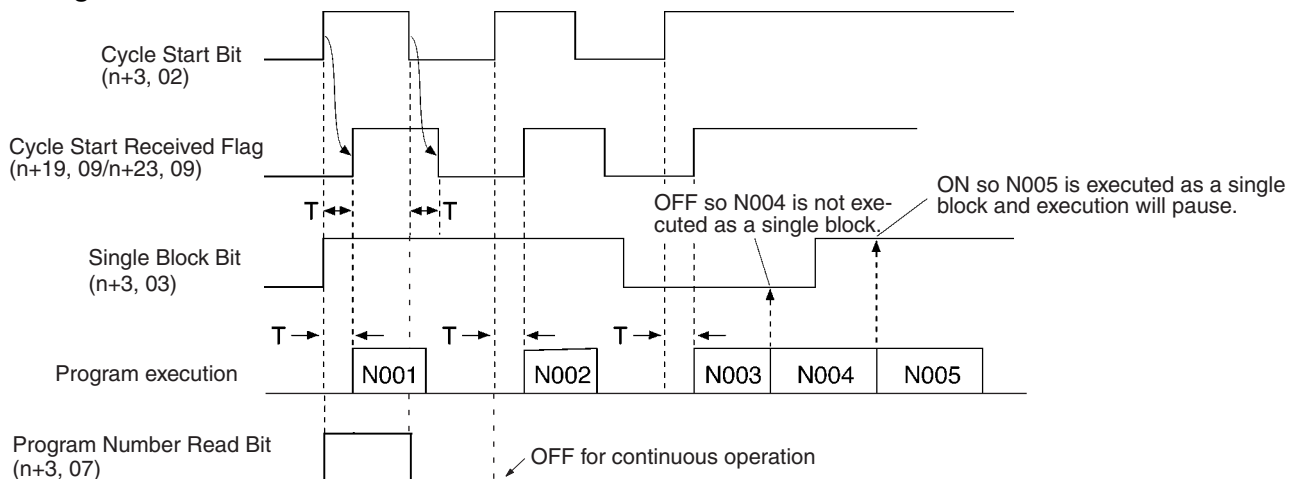 Cycle Start Bit
(n+3, 02)
Cycle Start Received Flag
(n+19, 09/n+23, 09)
ON so N005 is executed as a single
block and execution will pause.
OFF so N004 is not exe-
cuted as a single block.
T
T
Single Block Bit
(n+3, 03)
T
T
T
Program execution
N001
N002
N003
N004
N005
Program Number Read Bit
(n+3, 07)
OFF for continuous operation